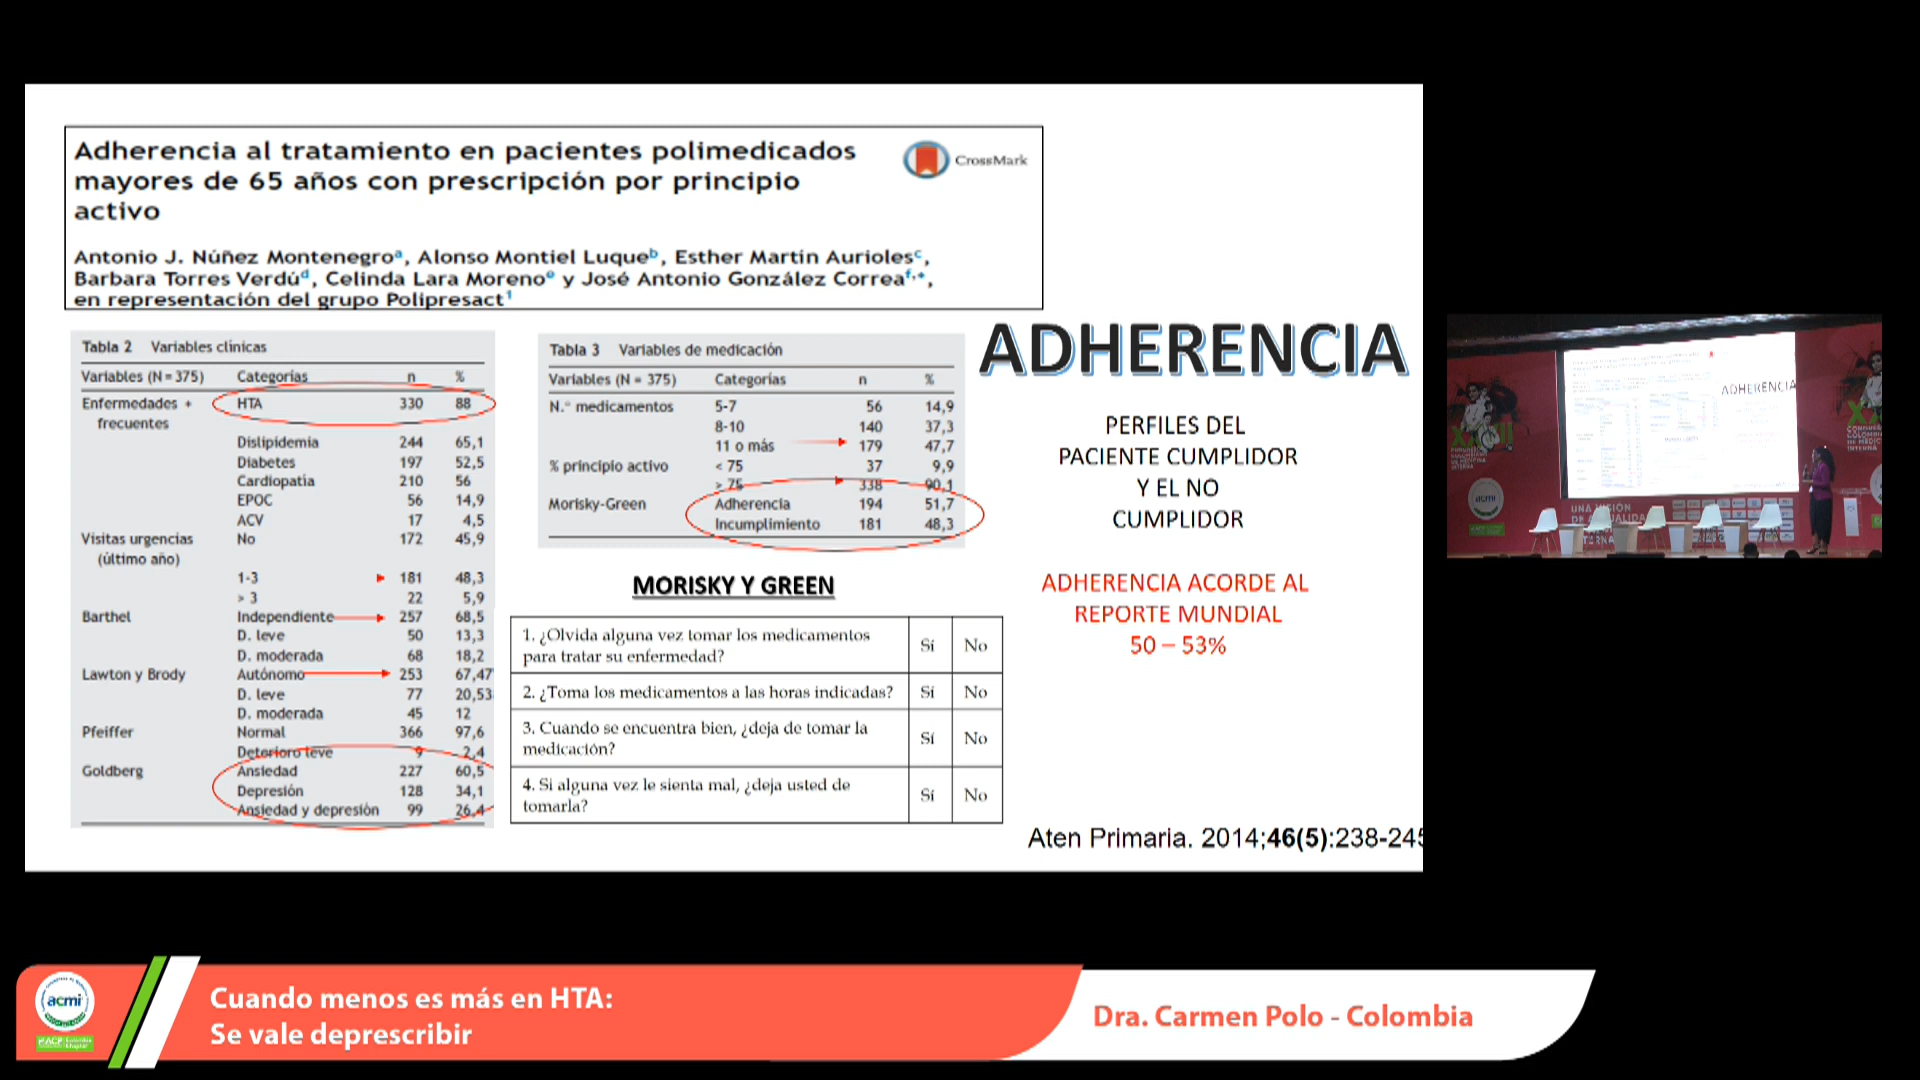 Adherencia al tratamiento en pacientes polimedicados
mayores de 65 años con prescripción por principio
activo
CrossMark
Antonio J. Núñez Montenegroᵃ, Alonso Montiel Luqueᵇ, Esther Martín Auriolesᶜ,
Barbara Torres Verdúᵈ, Celinda Lara Morenoᵉ y José Antonio González Correaᶠ,*,
en representación del grupo Polipresact¹
Tabla 2 Variables clínicas
Variables (N = 375) Categorías n %
Enfermedades + HTA 330 88
frecuentes
Dislipidemia 244 65,1
Diabetes 197 52,5
Cardiopatía 210 56
EPOC 56 14,9
ACV 17 4,5
Visitas urgencias No 172 45,9
(último año)
1-3 181 48,3
> 3 22 5,9
Barthel Independiente 257 68,5
D. leve 50 13,3
D. moderada 68 18,2
Lawton y Brody Autónomo 253 67,47
D. leve 77 20,53
D. moderada 45 12
Pfeiffer Normal 366 97,6
Deterioro leve 9 2,4
Goldberg Ansiedad 227 60,5
Depresión 128 34,1
Ansiedad y depresión 99 26,4
Tabla 3 Variables de medicación
Variables (N = 375) Categorías n %
N.º medicamentos 5-7 56 14,9
8-10 140 37,3
11 o más 179 47,7
% principio activo < 75 37 9,9
> 75 338 90,1
Morisky-Green Adherencia 194 51,7
Incumplimiento 181 48,3
MORISKY Y GREEN
1. ¿Olvida alguna vez tomar los medicamentos
para tratar su enfermedad? Sí No
2. ¿Toma los medicamentos a las horas indicadas? Sí No
3. Cuando se encuentra bien, ¿deja de tomar la
medicación? Sí No
4. Si alguna vez le sienta mal, ¿deja usted de
tomarla? Sí No
ADHERENCIA
PERFILES DEL
PACIENTE CUMPLIDOR
Y EL NO
CUMPLIDOR
ADHERENCIA ACORDE AL
REPORTE MUNDIAL
50 – 53%
Aten Primaria. 2014;46(5):238-245
ADHERENCIA
acmi
acmi
Cuando menos es más en HTA:
Se vale deprescribir
Dra. Carmen Polo - Colombia